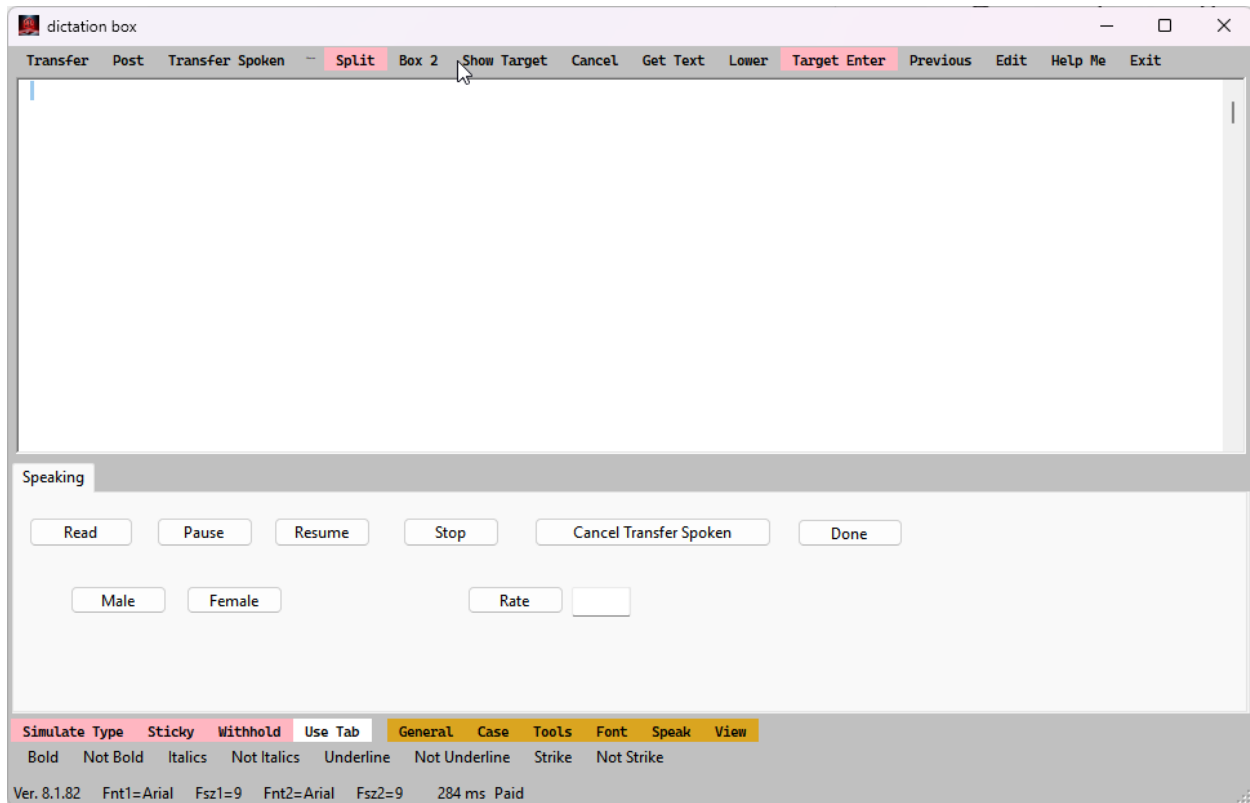 dictation box
Transfer Post Transfer Spoken — Split Box 2 Show Target Cancel Get Text Lower Target Enter Previous Edit Help Me Exit
Speaking
Read Pause Resume Stop Cancel Transfer Spoken Done
Male Female Rate
Simulate Type Sticky Withhold Use Tab General Case Tools Font Speak View
Bold Not Bold Italics Not Italics Underline Not Underline Strike Not Strike
Ver. 8.1.82 Fnt1=Arial Fsz1=9 Fnt2=Arial Fsz2=9 284 ms Paid